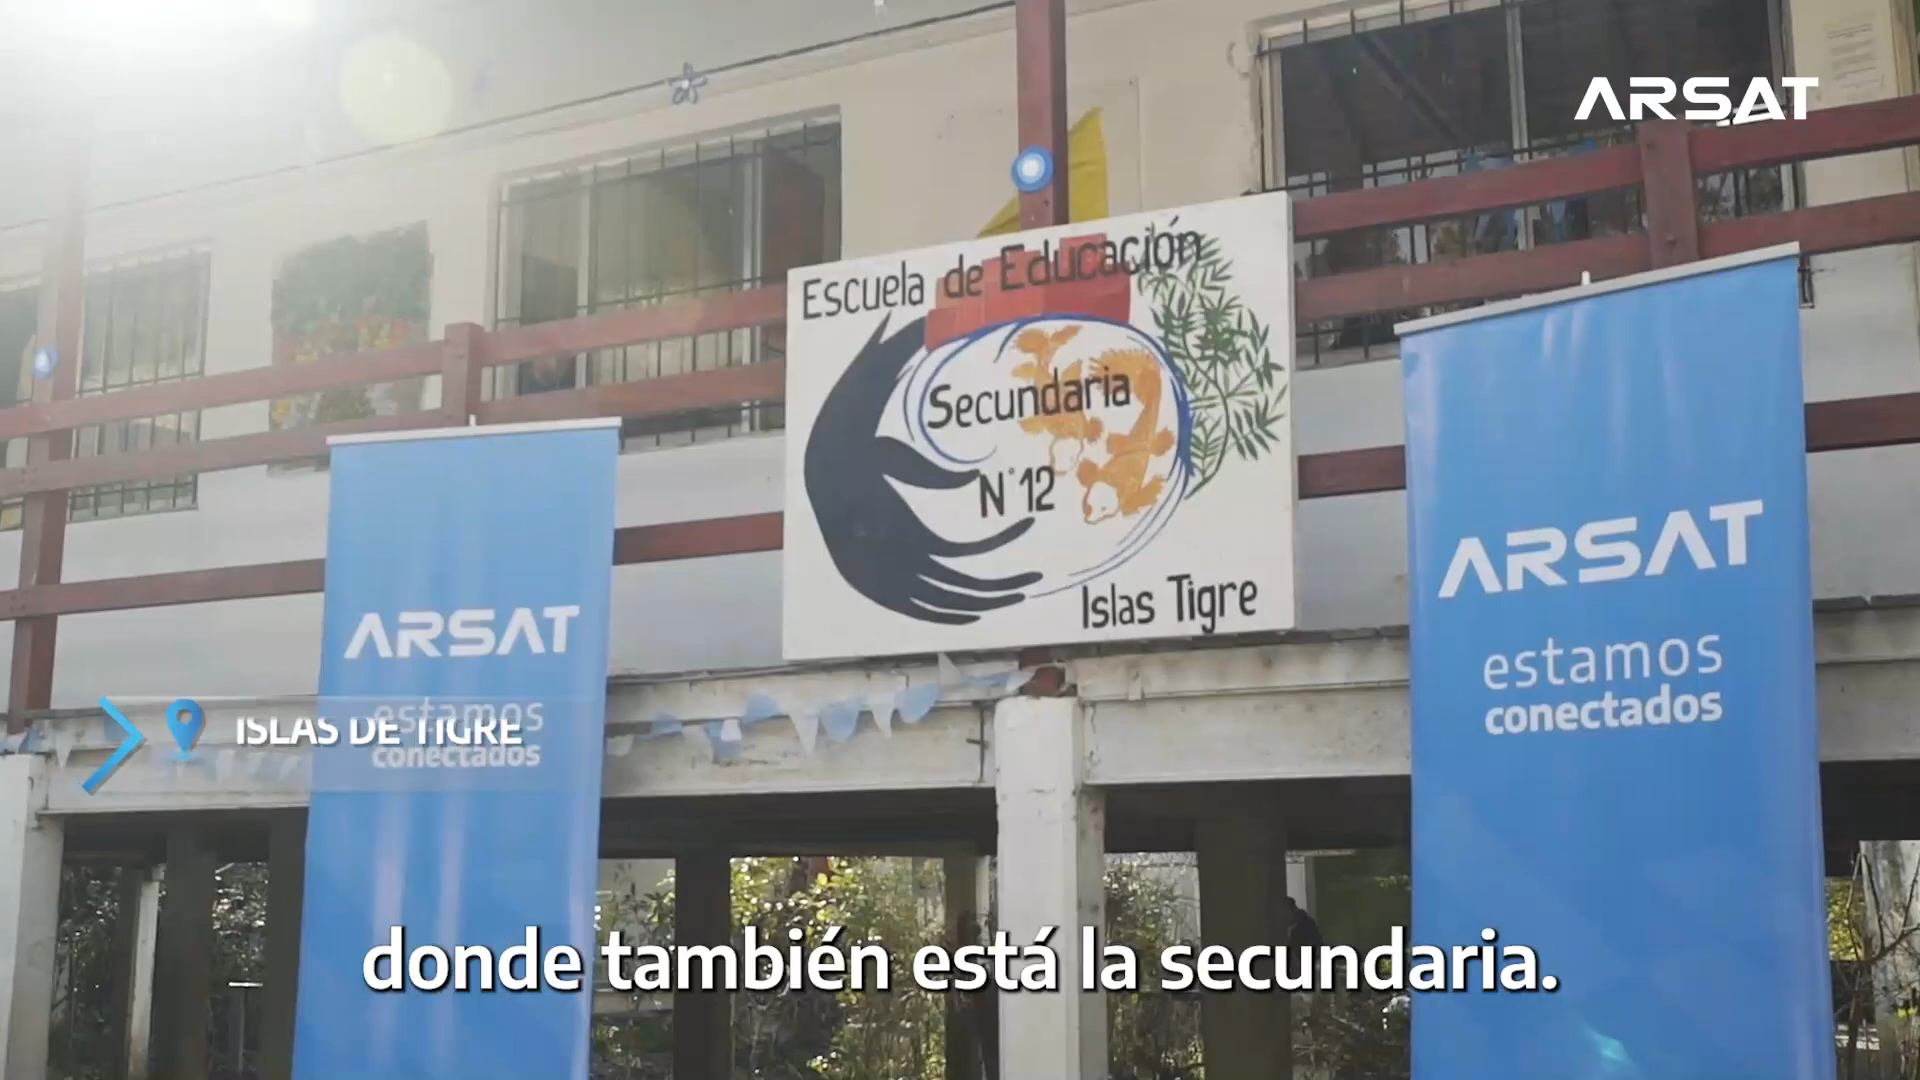 ARSAT
Escuela de Educación
Secundaria
N°12
Islas Tigre
ARSAT
estamos
conectados
ARSAT
estamos
conectados
ISLAS DE TIGRE
donde también está la secundaria.